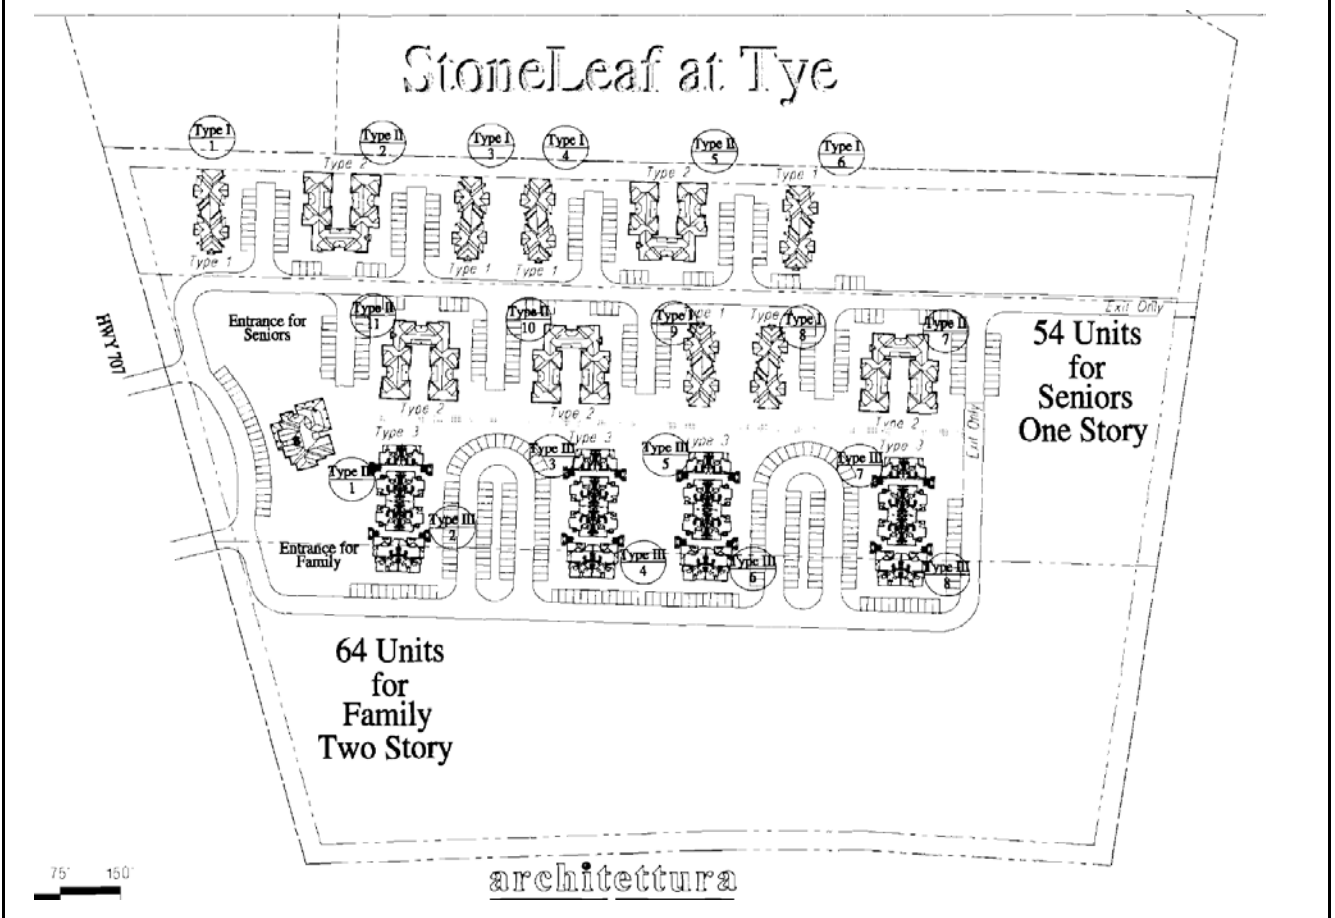 StoneLeaf at Tye
Type I
1
Type II
2
Type I
3
Type I
4
Type II
5
Type I
6
Type 2
Type 2
Type 1
Type 1
Type 1
Type 1
Exit Only
Entrance for
Seniors
HWY 707
Type II
11
Type II
10
Type I
9
Type 1
Type
Type I
8
Type II
7
54 Units
for
Seniors
One Story
Type 2
Type 2
Type 2
Exit Only
Type 3
Type 3
Type 3
Type 3
Type III
1
Type III
2
Type III
3
Type III
4
Type III
5
Type III
6
Type III
7
Type III
8
Entrance for
Family
64 Units
for
Family
Two Story
75' 150'
architettura